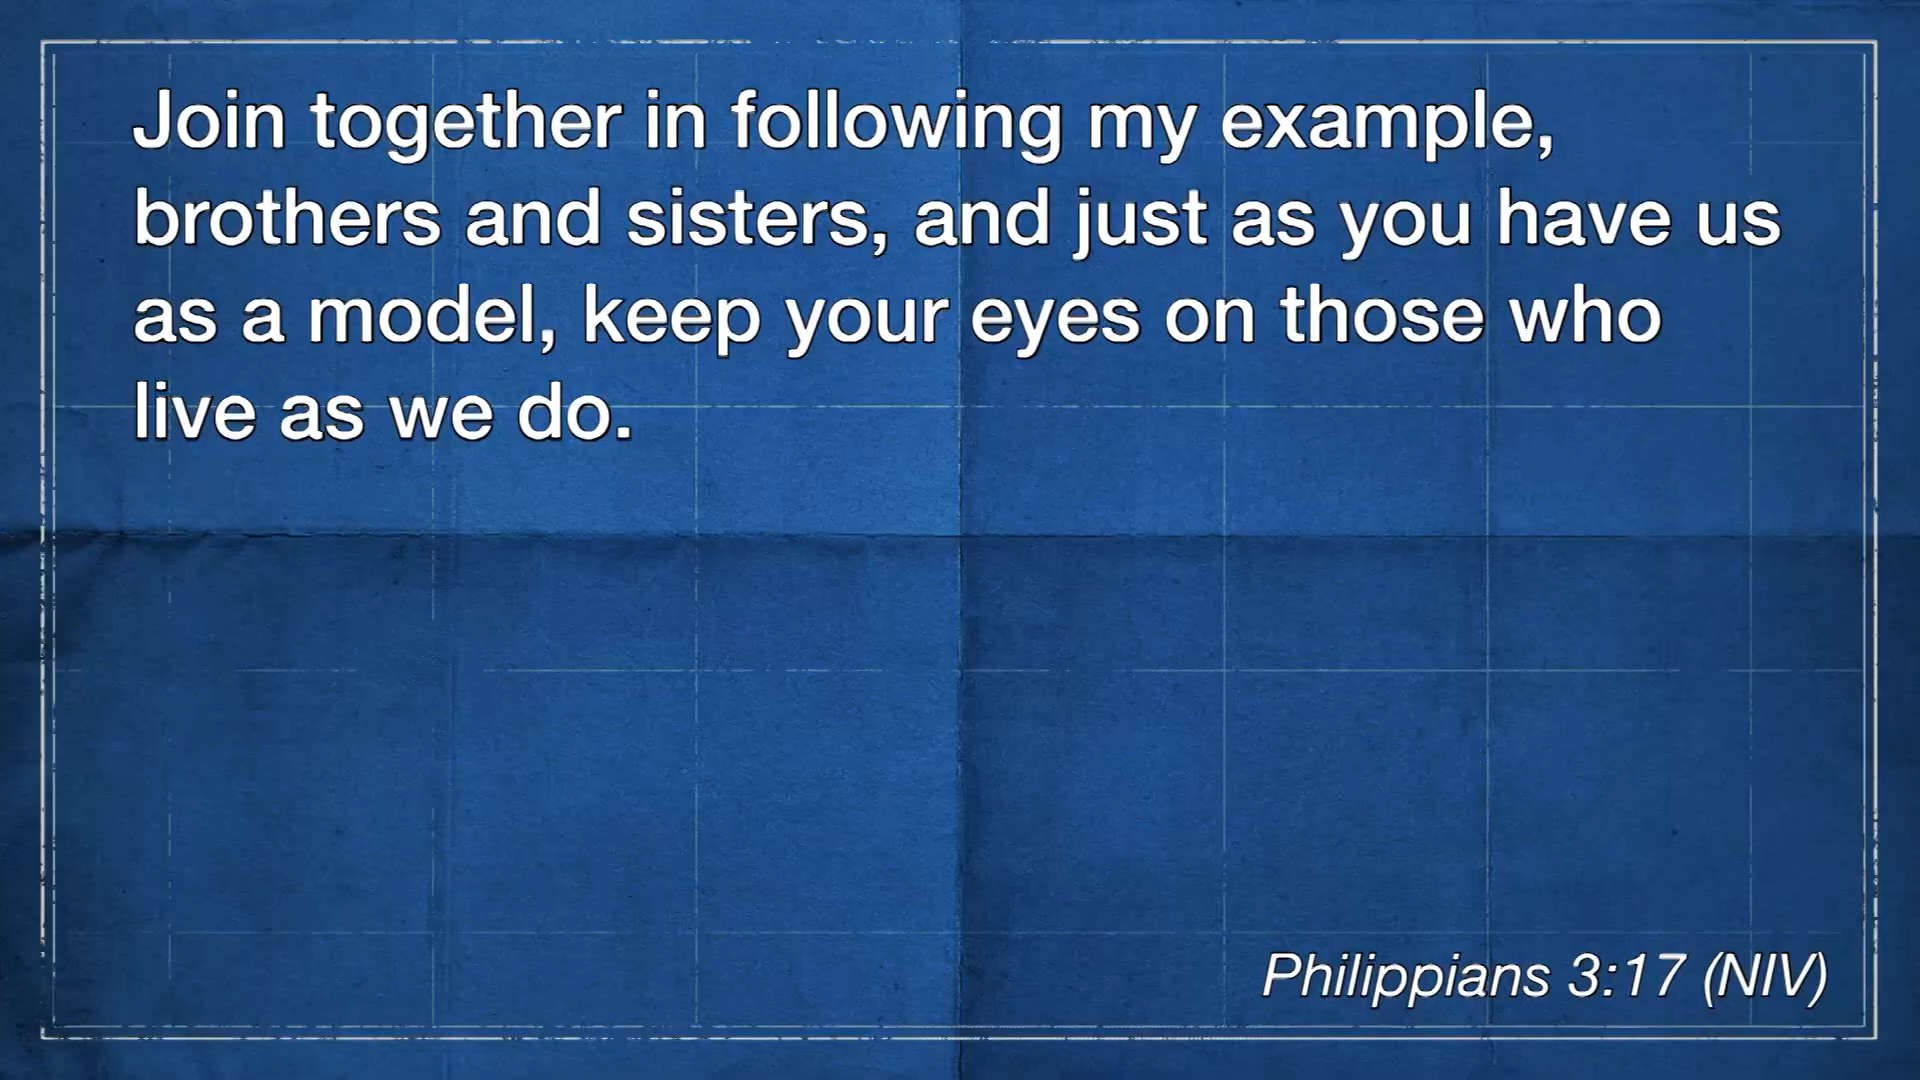 Join together in following my example,
brothers and sisters, and just as you have us
as a model, keep your eyes on those who
live as we do.
Philippians 3:17 (NIV)